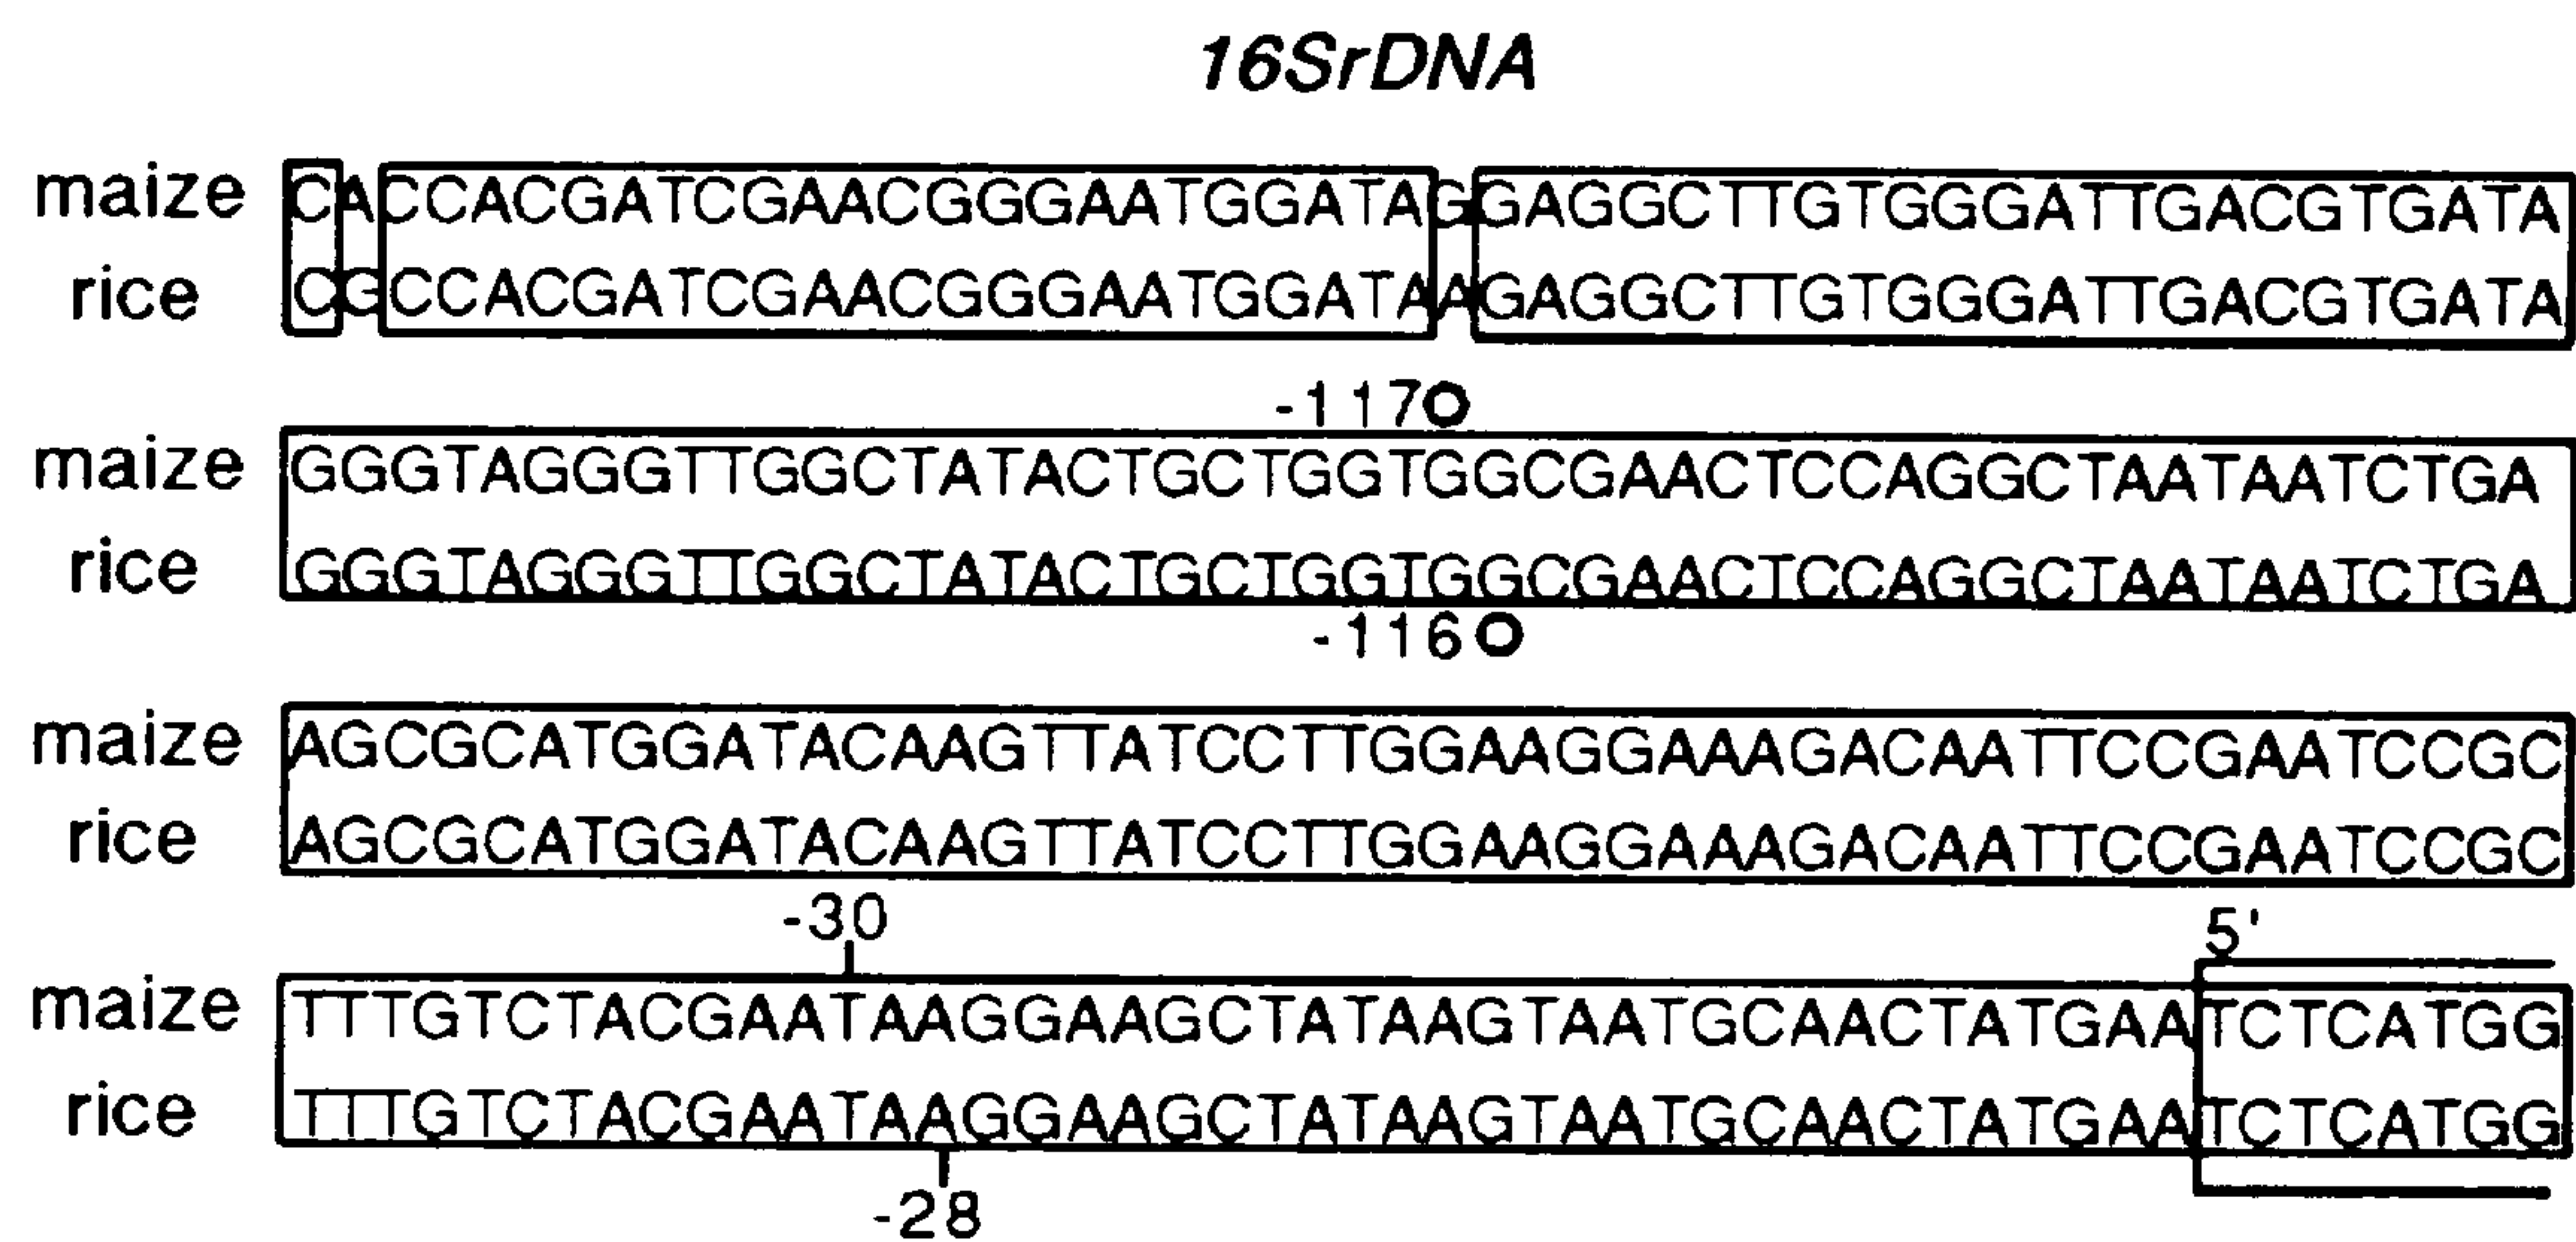 16SrDNA
maize CACCACGATCGAACGGGAATGGATAGGAGGCTTGTGGGATTGACGTGATA
rice CGCCACGATCGAACGGGAATGGATAAGAGGCTTGTGGGATTGACGTGATA
-117
maize GGGTAGGGTTGGCTATACTGCTGGTGGCGAACTCCAGGCTAATAATCTGA
rice GGGTAGGGTTGGCTATACTGCTGGTGGCGAACTCCAGGCTAATAATCTGA
-116
maize AGCGCATGGATACAAGTTATCCTTGGAAGGAAAGACAATTCCGAATCCGC
rice AGCGCATGGATACAAGTTATCCTTGGAAGGAAAGACAATTCCGAATCCGC
-30 5'
maize TTTGTCTACGAATAAGGAAGCTATAAGTAATGCAACTATGAATCTCATGG
rice TTTGTCTACGAATAAGGAAGCTATAAGTAATGCAACTATGAATCTCATGG
-28